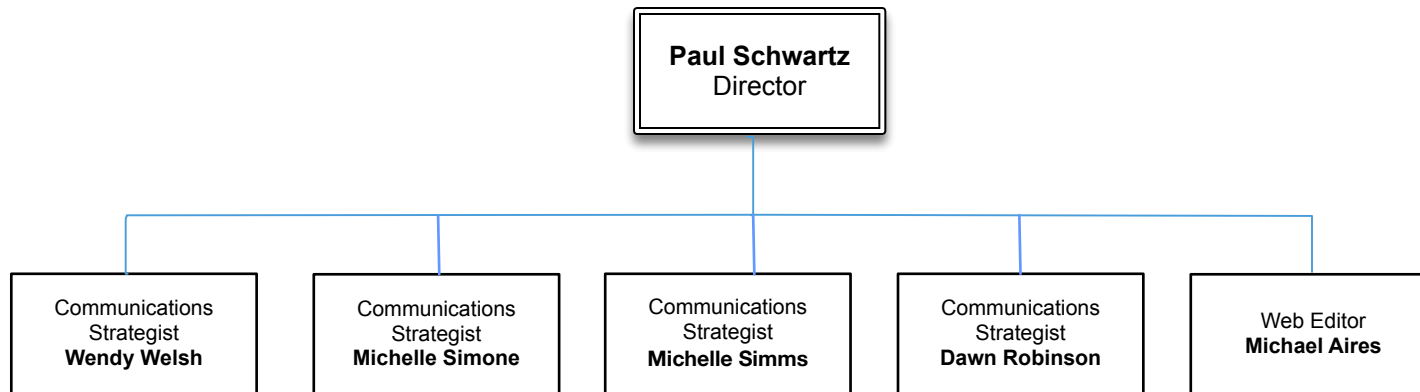 Paul Schwartz
Director
Communications
Strategist
Wendy Welsh
Communications
Strategist
Michelle Simone
Communications
Strategist
Michelle Simms
Communications
Strategist
Dawn Robinson
Web Editor
Michael Aires